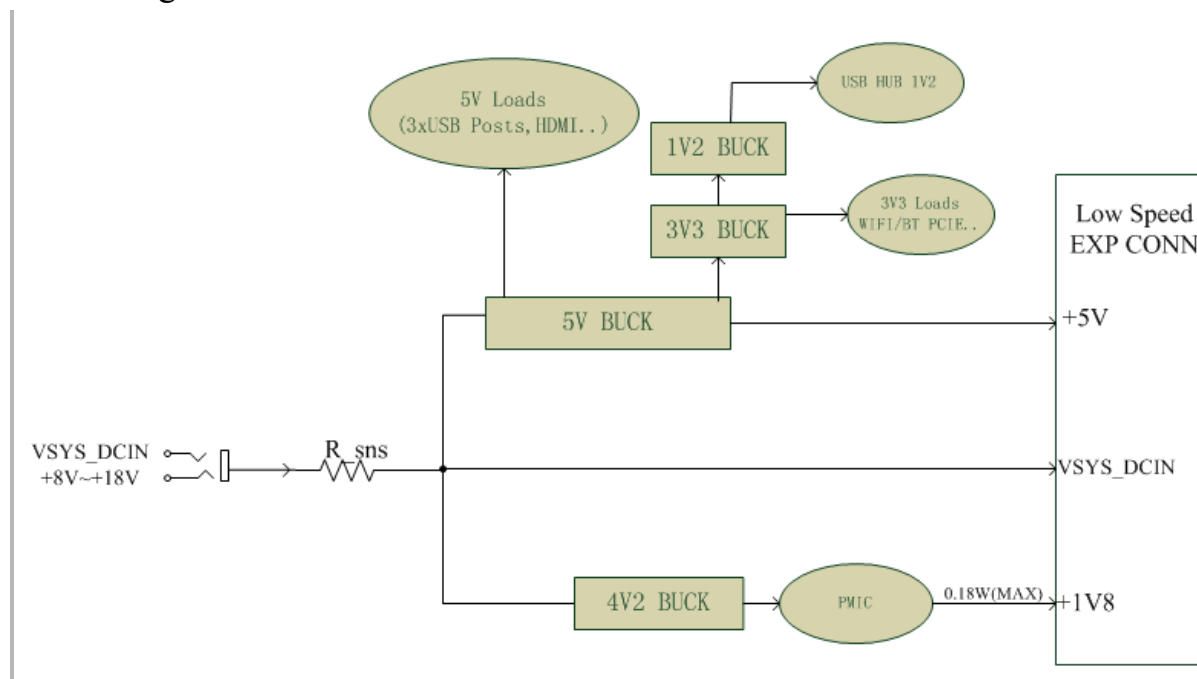 USB HUB 1V2
5V Loads
(3xUSB Posts,HDMI..)
1V2 BUCK
3V3 Loads
WIFI/BT PCIE..
3V3 BUCK
Low Speed
EXP CONN
5V BUCK
+5V
VSYS_DCIN
+8V~+18V
R_sns
VSYS_DCIN
4V2 BUCK
PMIC
0.18W(MAX)
+1V8